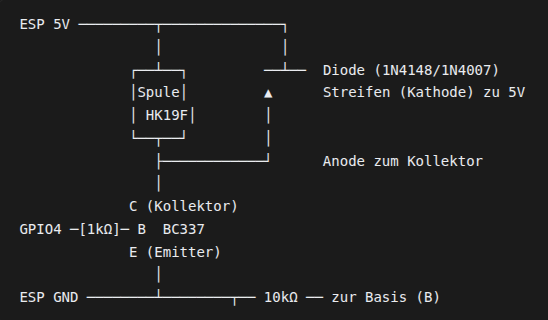 ESP 5V ─────────┬──────────────┐
│ │
┌──┴──┐ ──┴── Diode (1N4148/1N4007)
│Spule│ ▲ Streifen (Kathode) zu 5V
│ HK19F│ │
└──┬──┘ │
├────────────┘ Anode zum Kollektor
│
C (Kollektor)
GPIO4 ─[1kΩ]─ B BC337
E (Emitter)
│
ESP GND ────────┴────────┬── 10kΩ ── zur Basis (B)